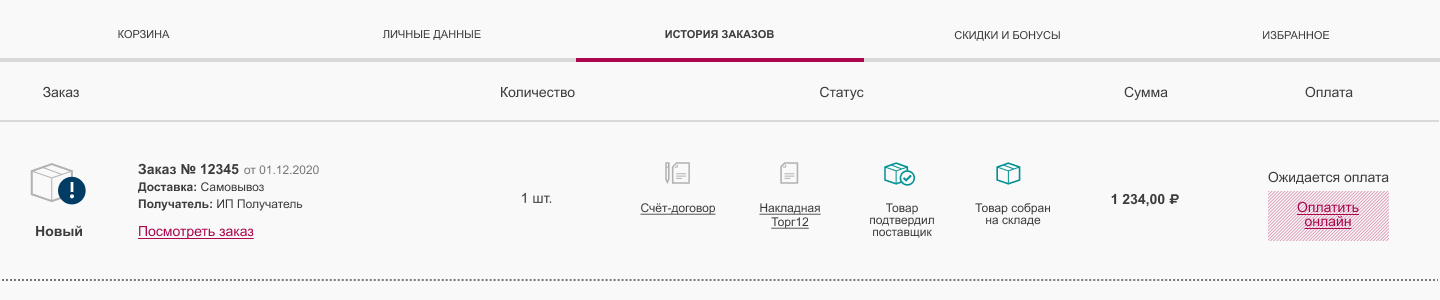 КОРЗИНА
ЛИЧНЫЕ ДАННЫЕ
ИСТОРИЯ ЗАКАЗОВ
СКИДКИ И БОНУСЫ
ИЗБРАННОЕ
Заказ
Количество
Статус
Сумма
Оплата
Новый
Заказ № 12345 от 01.12.2020
Доставка: Самовывоз
Получатель: ИП Получатель
Посмотреть заказ
1 шт.
Счёт-договор
Накладная
Торг12
Товар
подтвердил
поставщик
Товар собран
на складе
1 234,00 ₽
Ожидается оплата
Оплатить
онлайн